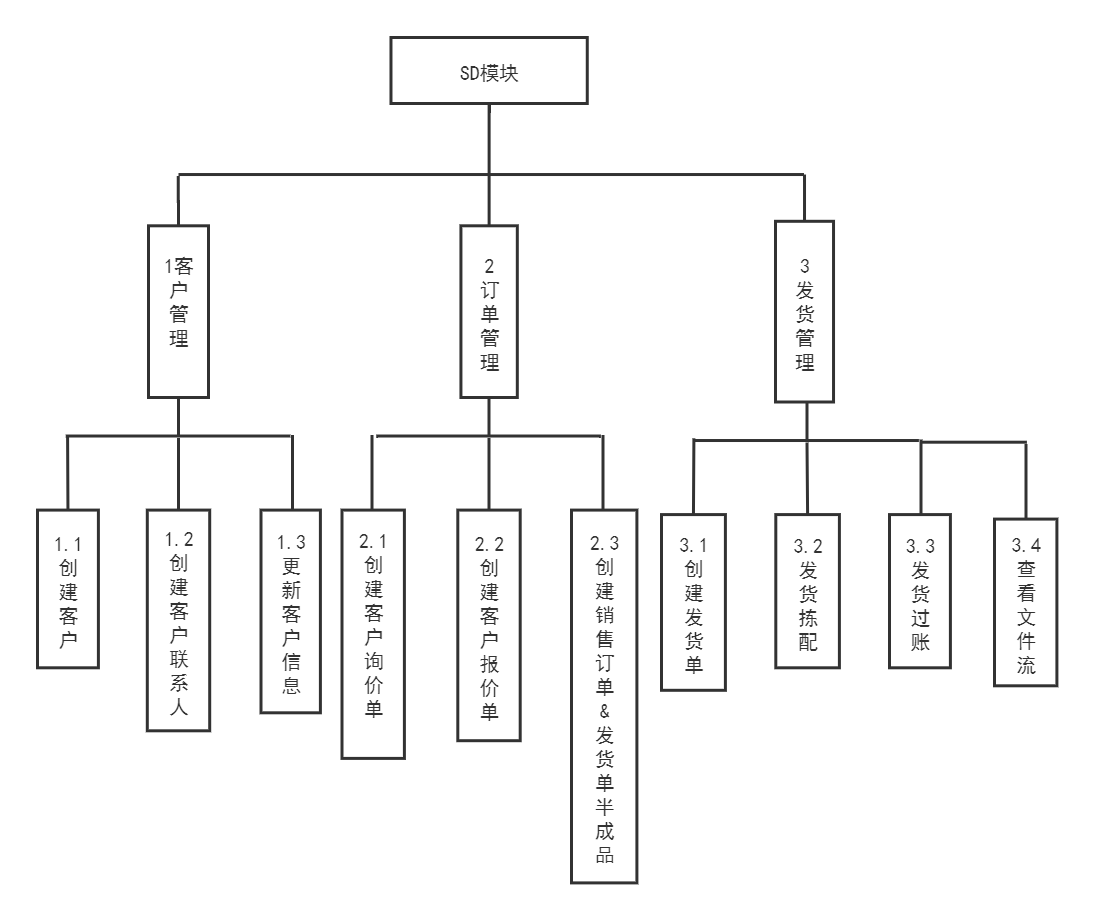 SD模块
1客户管理
2订单管理
3发货管理
1.1创建客户
1.2创建客户联系人
1.3更新客户信息
2.1创建客户询价单
2.2创建客户报价单
2.3创建销售订单&发货单半成品
3.1创建发货单
3.2发货拣配
3.3发货过账
3.4查看文件流